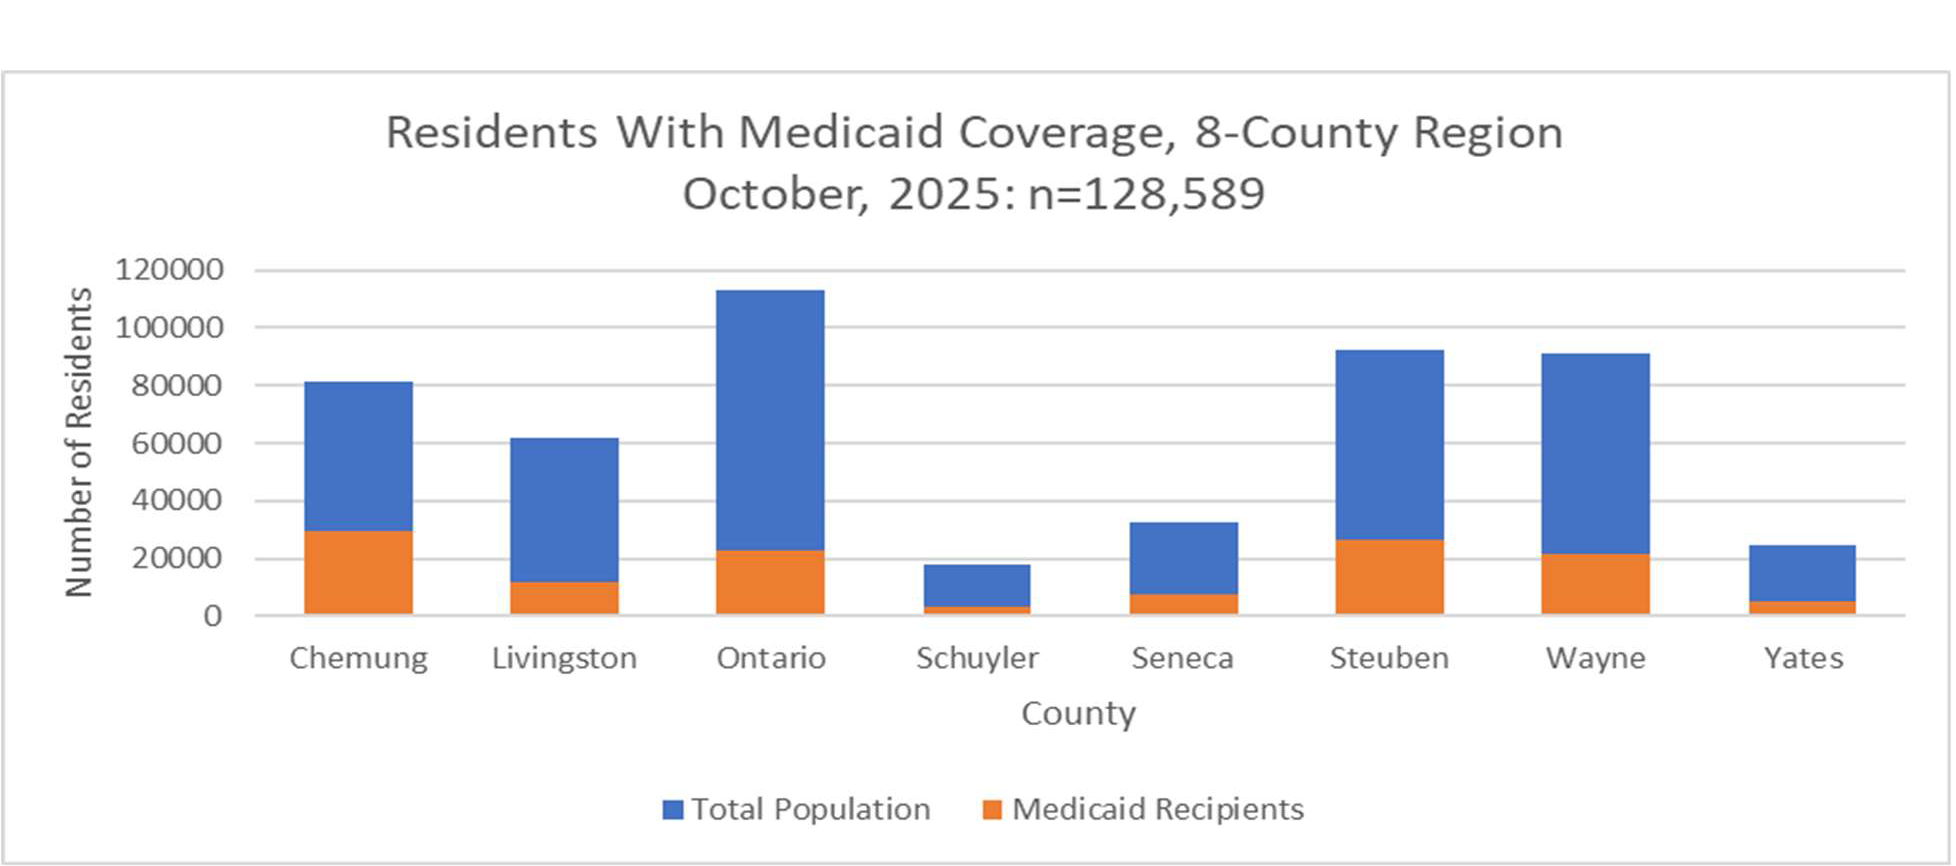 Residents With Medicaid Coverage, 8-County Region
October, 2025: n=128,589
Number of Residents
120000
100000
80000
60000
40000
20000
0
Chemung Livingston Ontario Schuyler Seneca Steuben Wayne Yates
County
Total Population Medicaid Recipients